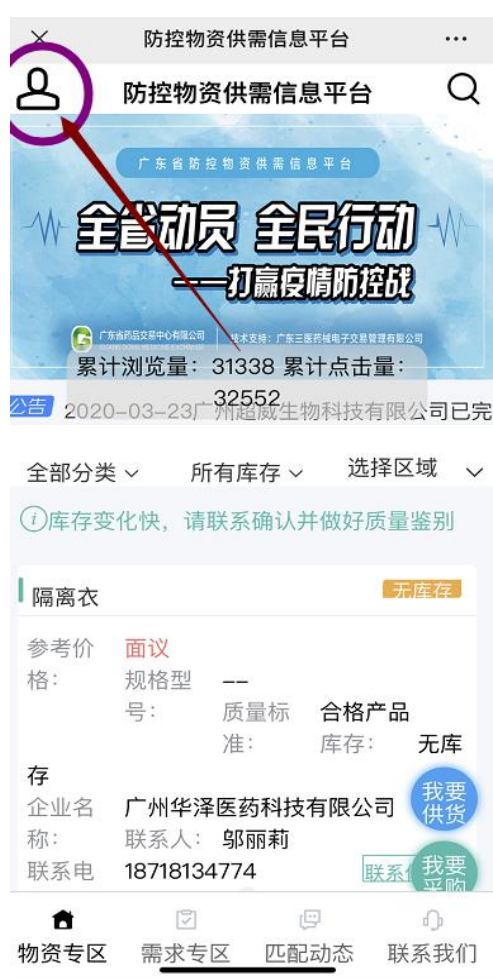 防控物资供需信息平台
防控物资供需信息平台
广东省防控物资供需信息平台
全省动员 全民行动
——打赢疫情防控战
广东省药品交易中心有限公司 技术支持：广东三医药械电子交易管理有限公司
累计浏览量：31338 累计点击量：
32552
公告 2020-03-23广州超威生物科技有限公司已完
全部分类 所有库存 选择区域
库存变化快，请联系确认并做好质量鉴别
隔离衣 无库存
参考价 面议
格： 规格型 --
号： 质量标 合格产品
准： 库存： 无库
存
企业名 广州华泽医药科技有限公司
称： 联系人： 邬丽莉
联系电 18718134774 联系
我要
供货
我要
采购
物资专区 需求专区 匹配动态 联系我们